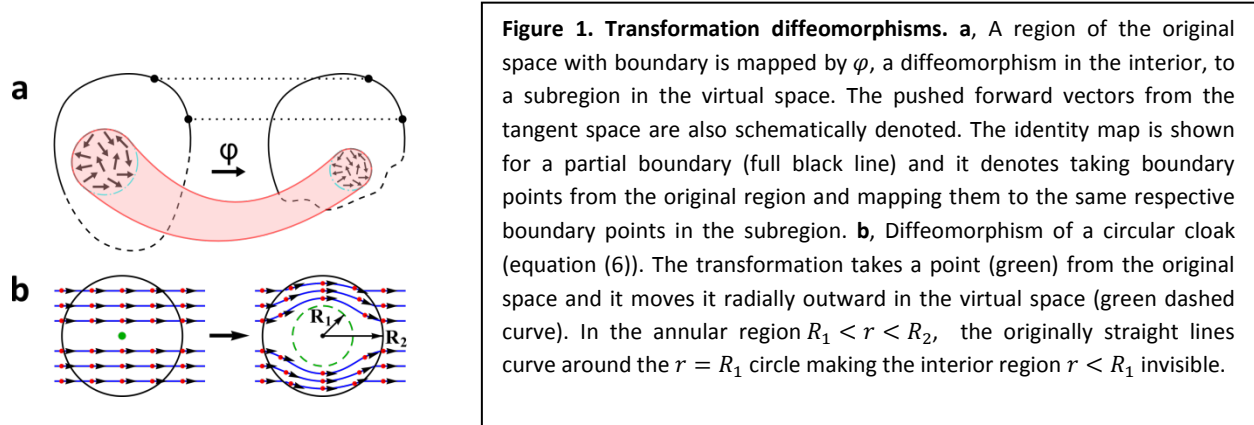 a
φ
b
R₁
R₂
Figure 1. Transformation diffeomorphisms. a, A region of the original
space with boundary is mapped by φ, a diffeomorphism in the interior, to
a subregion in the virtual space. The pushed forward vectors from the
tangent space are also schematically denoted. The identity map is shown
for a partial boundary (full black line) and it denotes taking boundary
points from the original region and mapping them to the same respective
boundary points in the subregion. b, Diffeomorphism of a circular cloak
(equation (6)). The transformation takes a point (green) from the original
space and it moves it radially outward in the virtual space (green dashed
curve). In the annular region R₁ < r < R₂, the originally straight lines
curve around the r = R₁ circle making the interior region r < R₁ invisible.